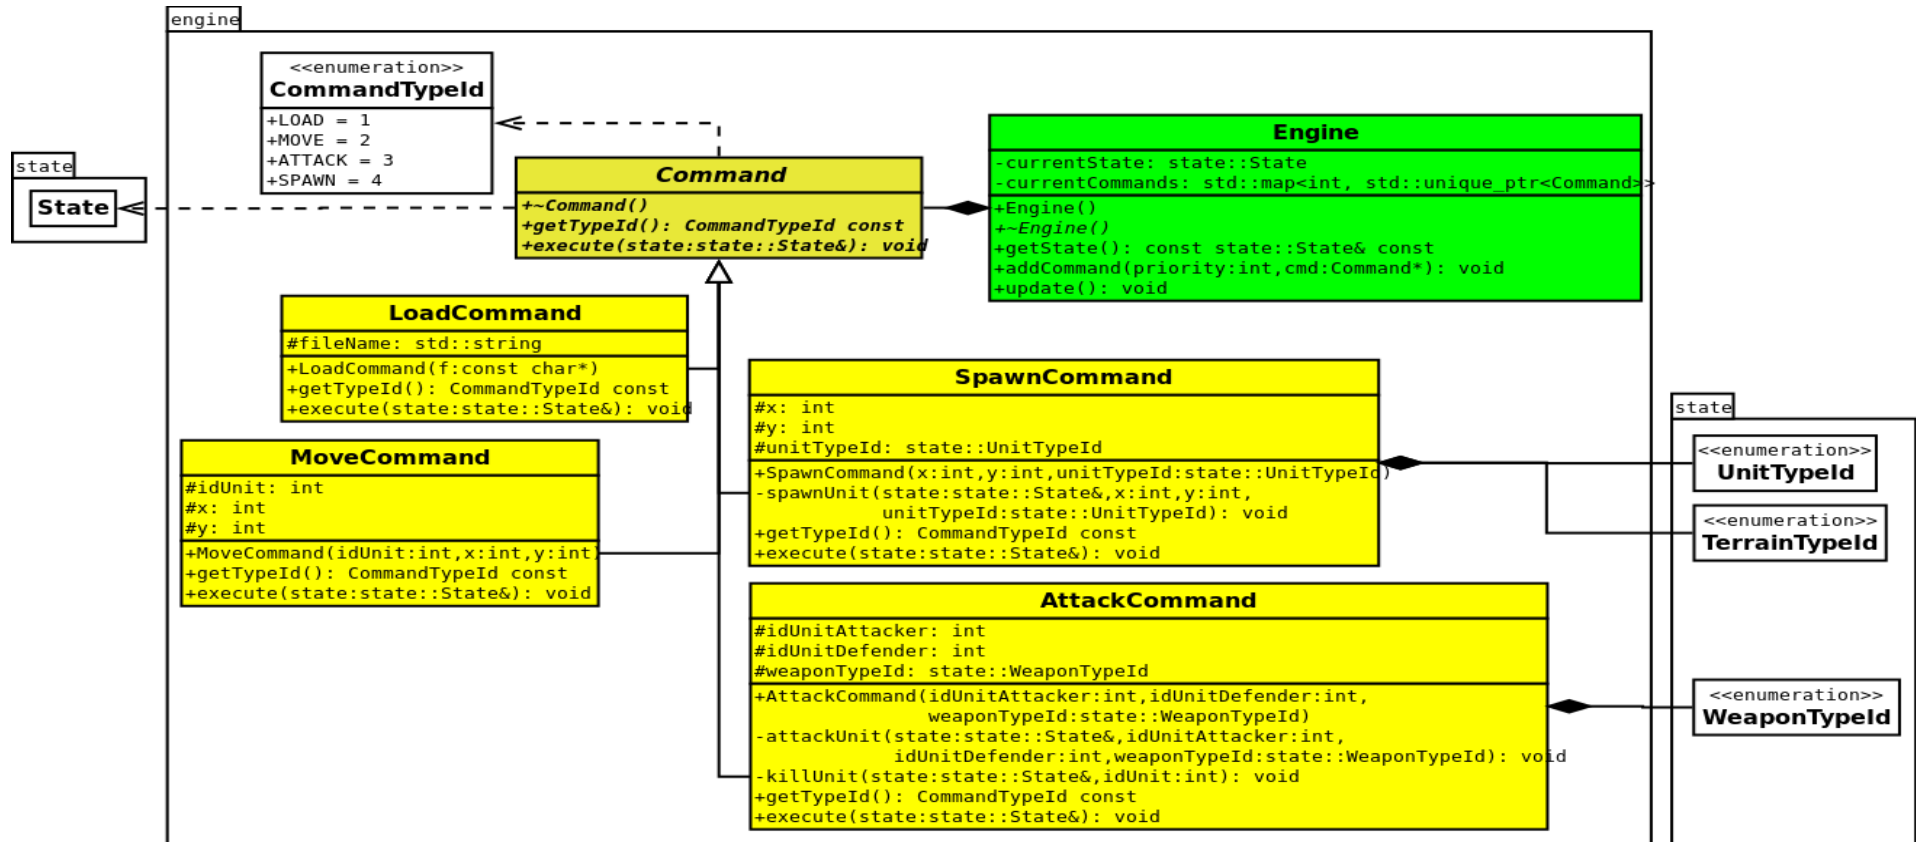 engine
<<enumeration>>
CommandTypeId
+LOAD = 1
+MOVE = 2
+ATTACK = 3
+SPAWN = 4
state
State
Command
+~Command()
+getTypeId(): CommandTypeId const
+execute(state:state::State&): void
Engine
-currentState: state::State
-currentCommands: std::map<int, std::unique_ptr<Command>>
+Engine()
+~Engine()
+getState(): const state::State& const
+addCommand(priority:int,cmd:Command*): void
+update(): void
LoadCommand
#fileName: std::string
+LoadCommand(f:const char*)
+getTypeId(): CommandTypeId const
+execute(state:state::State&): void
MoveCommand
#idUnit: int
#x: int
#y: int
+MoveCommand(idUnit:int,x:int,y:int)
+getTypeId(): CommandTypeId const
+execute(state:state::State&): void
SpawnCommand
#x: int
#y: int
#unitTypeId: state::UnitTypeId
+SpawnCommand(x:int,y:int,unitTypeId:state::UnitTypeId)
-spawnUnit(state:state::State&,x:int,y:int,
unitTypeId:state::UnitTypeId): void
+getTypeId(): CommandTypeId const
+execute(state:state::State&): void
AttackCommand
#idUnitAttacker: int
#idUnitDefender: int
#weaponTypeId: state::WeaponTypeId
+AttackCommand(idUnitAttacker:int,idUnitDefender:int,
weaponTypeId:state::WeaponTypeId)
-attackUnit(state:state::State&,idUnitAttacker:int,
idUnitDefender:int,weaponTypeId:state::WeaponTypeId): void
-killUnit(state:state::State&,idUnit:int): void
+getTypeId(): CommandTypeId const
+execute(state:state::State&): void
state
<<enumeration>>
UnitTypeId
<<enumeration>>
TerrainTypeId
<<enumeration>>
WeaponTypeId